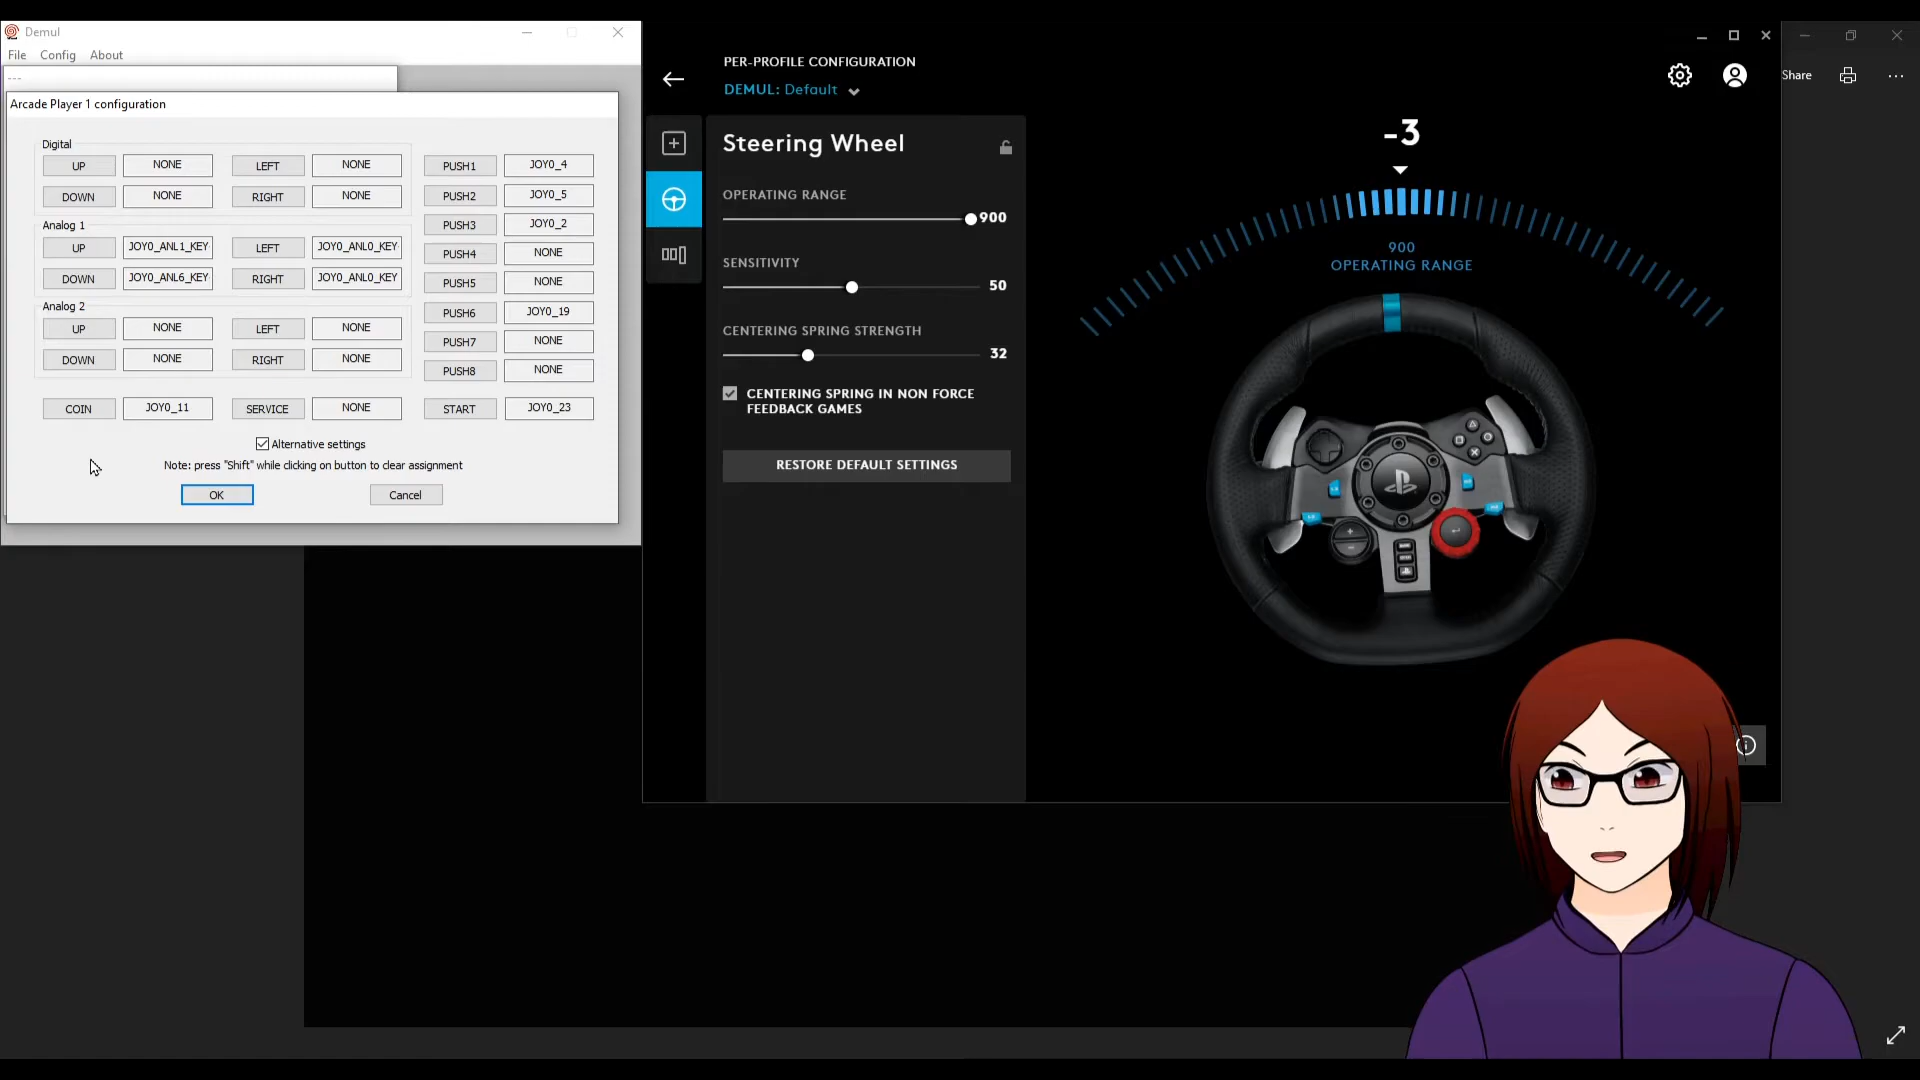 Demul
File Config About
---
Arcade Player 1 configuration
Digital
UP NONE LEFT NONE PUSH1 JOY0_4
DOWN NONE RIGHT NONE PUSH2 JOY0_5
Analog 1 PUSH3 JOY0_2
UP JOY0_ANL1_KEY LEFT JOY0_ANL0_KEY PUSH4 NONE
DOWN JOY0_ANL6_KEY RIGHT JOY0_ANL0_KEY PUSH5 NONE
Analog 2 PUSH6 JOY0_19
UP NONE LEFT NONE PUSH7 NONE
DOWN NONE RIGHT NONE PUSH8 NONE
COIN JOY0_11 SERVICE NONE START JOY0_23
Alternative settings
Note: press "Shift" while clicking on button to clear assignment
OK Cancel
PER-PROFILE CONFIGURATION
DEMUL: Default
Share
Steering Wheel
OPERATING RANGE
900
SENSITIVITY
50
CENTERING SPRING STRENGTH
32
CENTERING SPRING IN NON FORCE
FEEDBACK GAMES
RESTORE DEFAULT SETTINGS
-3
900
OPERATING RANGE